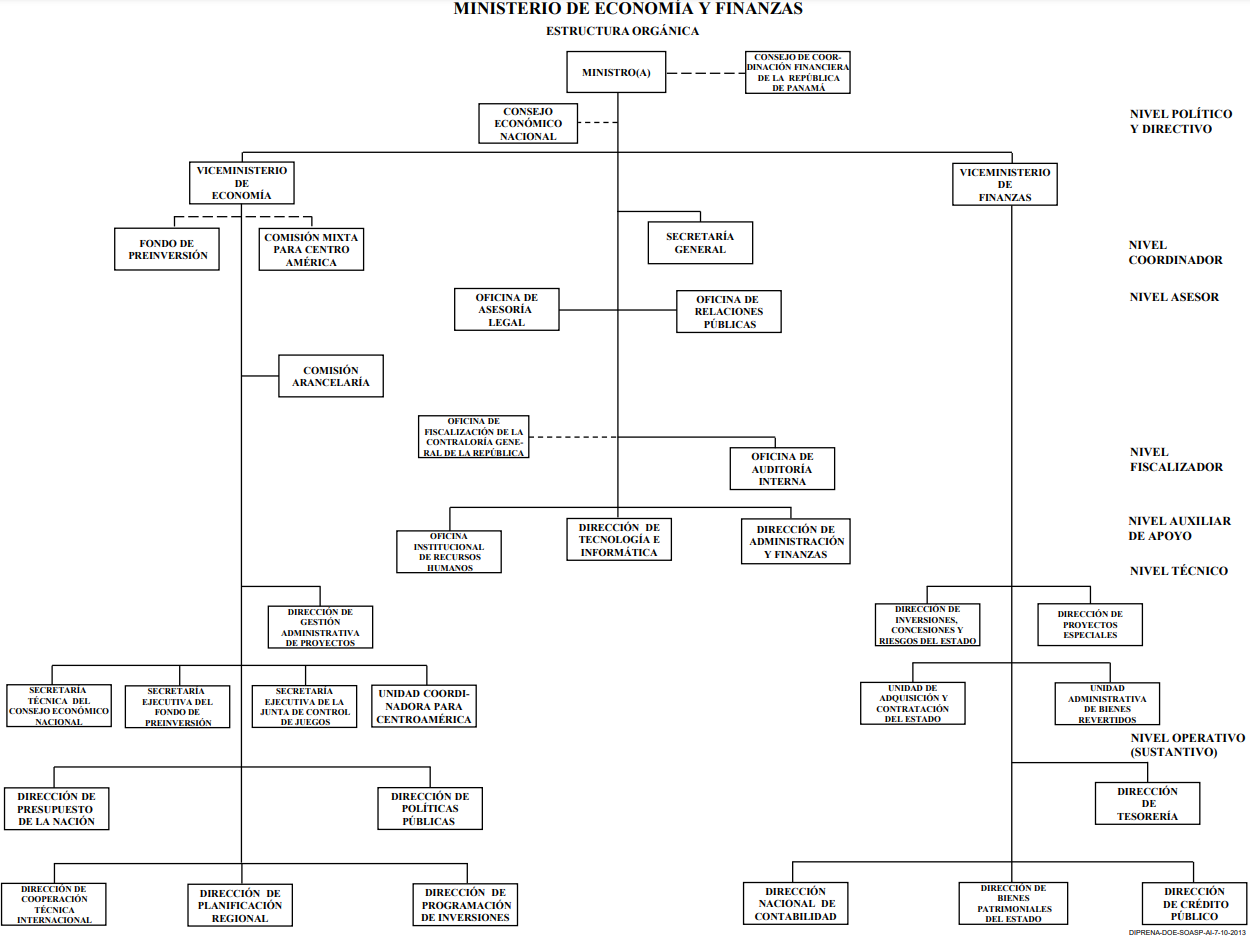 MINISTERIO DE ECONOMÍA Y FINANZAS
ESTRUCTURA ORGÁNICA
MINISTRO(A)
CONSEJO DE COOR-
DINACIÓN FINANCIERA
DE LA REPÚBLICA
DE PANAMÁ
CONSEJO
ECONÓMICO
NACIONAL
NIVEL POLÍTICO
Y DIRECTIVO
VICEMINISTERIO
DE
ECONOMÍA
VICEMINISTERIO
DE
FINANZAS
FONDO DE
PREINVERSIÓN
COMISIÓN MIXTA
PARA CENTRO
AMÉRICA
SECRETARÍA
GENERAL
NIVEL
COORDINADOR
OFICINA DE
ASESORÍA
LEGAL
OFICINA DE
RELACIONES
PÚBLICAS
NIVEL ASESOR
COMISIÓN
ARANCELARÍA
OFICINA DE
FISCALIZACIÓN DE LA
CONTRALORÍA GENE-
RAL DE LA REPÚBLICA
OFICINA DE
AUDITORÍA
INTERNA
NIVEL
FISCALIZADOR
OFICINA
INSTITUCIONAL
DE RECURSOS
HUMANOS
DIRECCIÓN DE
TECNOLOGÍA E
INFORMÁTICA
DIRECCIÓN DE
ADMINISTRACIÓN
Y FINANZAS
NIVEL AUXILIAR
DE APOYO
NIVEL TÉCNICO
DIRECCIÓN DE
GESTIÓN
ADMINISTRATIVA
DE PROYECTOS
DIRECCIÓN DE
INVERSIONES,
CONCESIONES Y
RIESGOS DEL ESTADO
DIRECCIÓN DE
PROYECTOS
ESPECIALES
SECRETARÍA
TÉCNICA DEL
CONSEJO ECONÓMICO
NACIONAL
SECRETARÍA
EJECUTIVA DEL
FONDO DE
PREINVERSIÓN
SECRETARÍA
EJECUTIVA DE LA
JUNTA DE CONTROL
DE JUEGOS
UNIDAD COORDI-
NADORA PARA
CENTROAMÉRICA
UNIDAD DE
ADQUISICIÓN Y
CONTRATACIÓN
DEL ESTADO
UNIDAD
ADMINISTRATIVA
DE BIENES
REVERTIDOS
NIVEL OPERATIVO
(SUSTANTIVO)
DIRECCIÓN DE
PRESUPUESTO
DE LA NACIÓN
DIRECCIÓN DE
POLÍTICAS
PÚBLICAS
DIRECCIÓN
DE
TESORERÍA
DIRECCIÓN DE
COOPERACIÓN
TÉCNICA
INTERNACIONAL
DIRECCIÓN DE
PLANIFICACIÓN
REGIONAL
DIRECCIÓN DE
PROGRAMACIÓN
DE INVERSIONES
DIRECCIÓN
NACIONAL DE
CONTABILIDAD
DIRECCIÓN DE
BIENES
PATRIMONIALES
DEL ESTADO
DIRECCIÓN
DE CRÉDITO
PÚBLICO
DIPRENA-DOE-SOASP-AI-7-10-2013